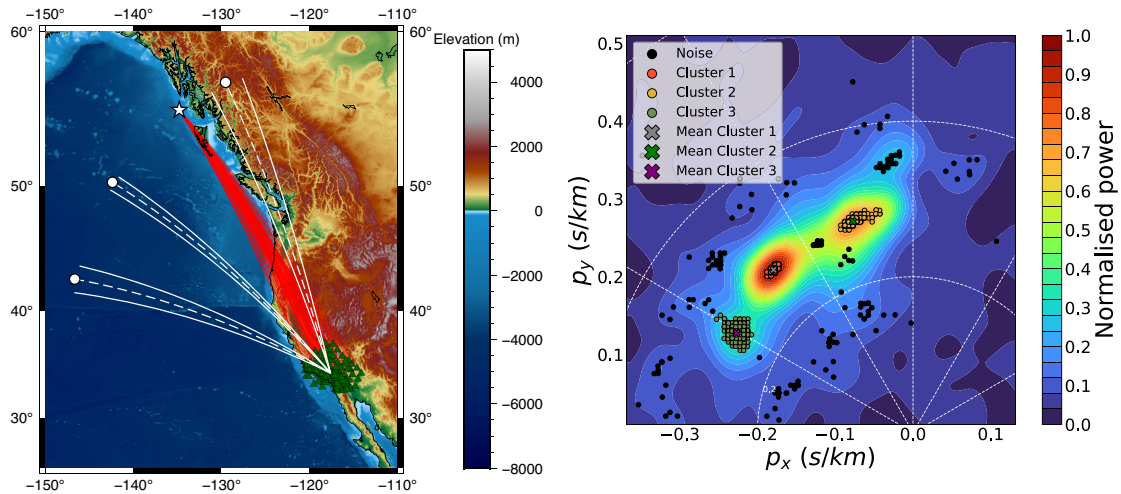 −150° −140° −130° −120° −110°
60° 60°
50° 50°
40° 40°
30° 30°
−150° −140° −130° −120° −110°
Elevation (m)
4000
2000
0
−2000
−4000
−6000
−8000
Noise
Cluster 1
Cluster 2
Cluster 3
Mean Cluster 1
Mean Cluster 2
Mean Cluster 3
0.5
0.4
0.3
0.2
0.1
p_y (s/km)
0.2
−0.3 −0.2 −0.1 0.0 0.1
p_x (s/km)
1.0
0.9
0.8
0.7
0.6
0.5
0.4
0.3
0.2
0.1
0.0
Normalised power